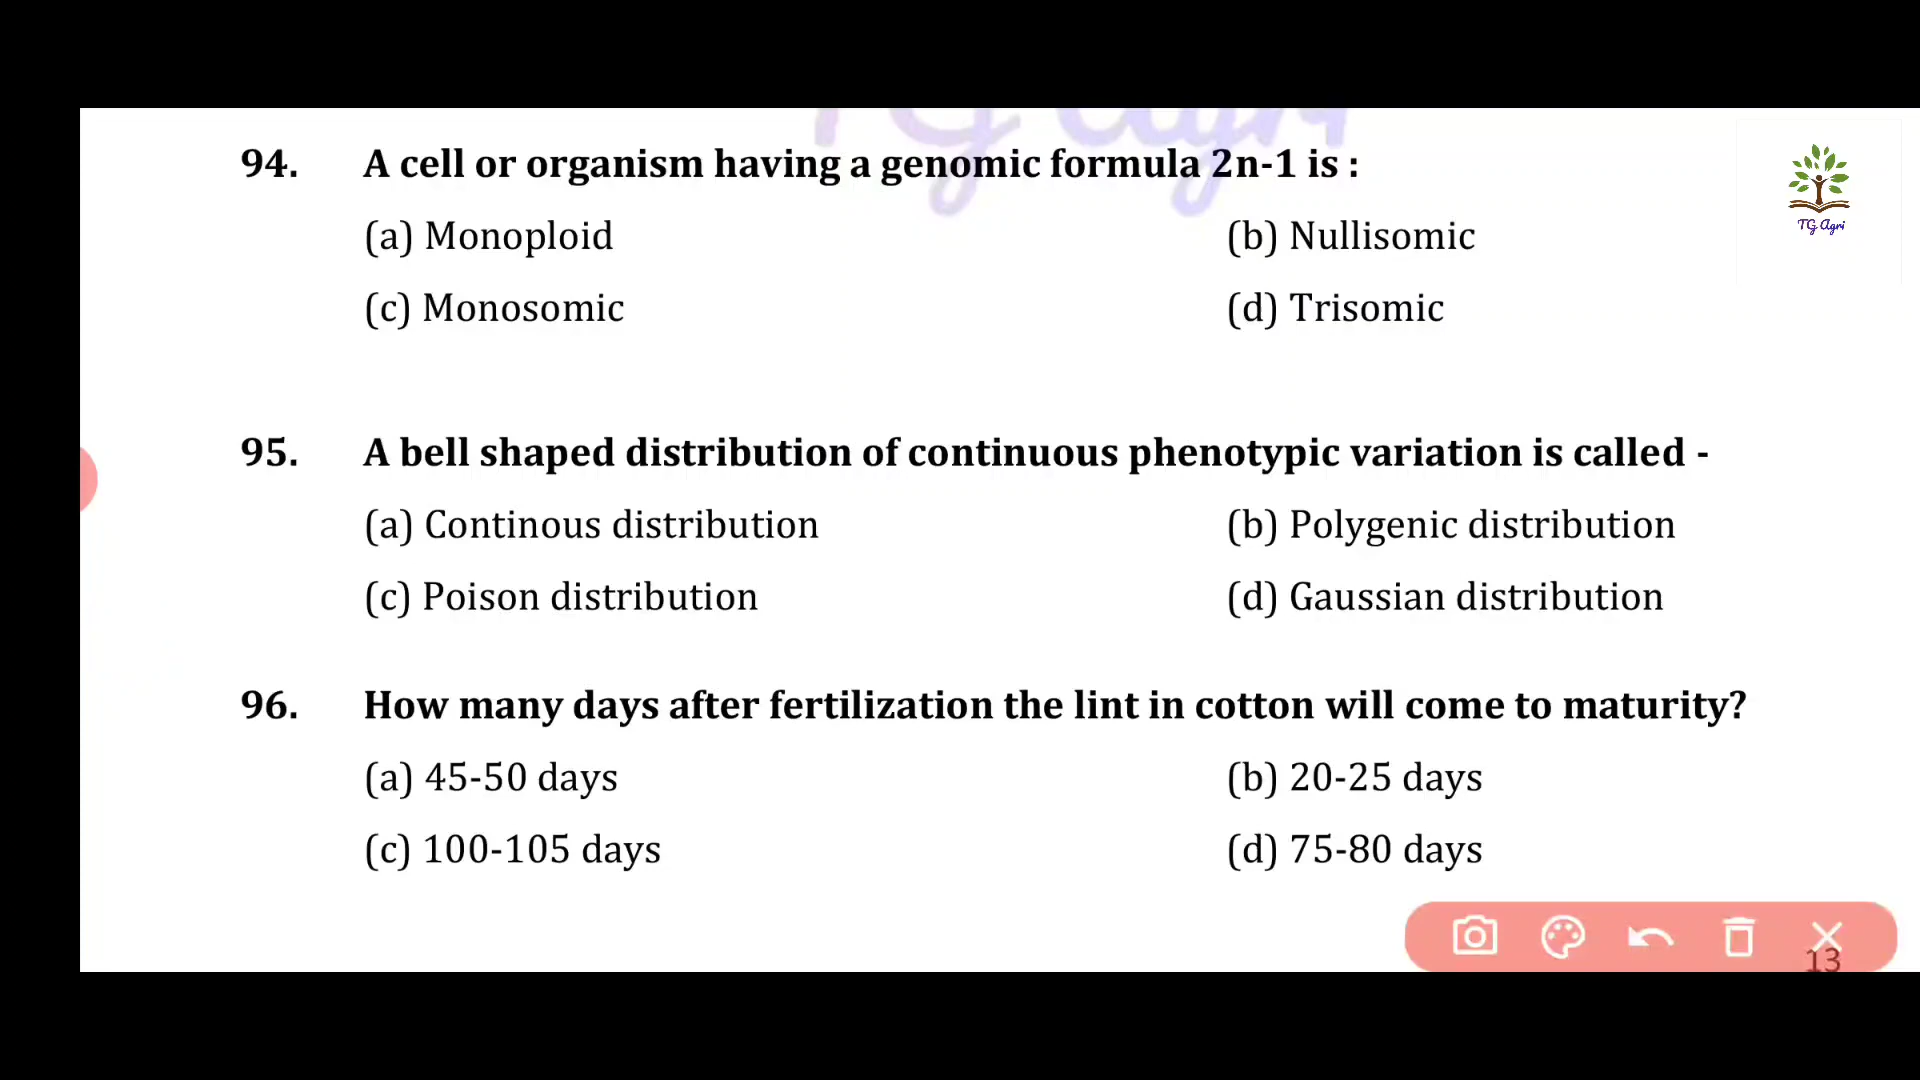 TG Agri
94. A cell or organism having a genomic formula 2n-1 is :
(a) Monoploid (b) Nullisomic
(c) Monosomic (d) Trisomic
TG Agri
95. A bell shaped distribution of continuous phenotypic variation is called -
(a) Continous distribution (b) Polygenic distribution
(c) Poison distribution (d) Gaussian distribution
96. How many days after fertilization the lint in cotton will come to maturity?
(a) 45-50 days (b) 20-25 days
(c) 100-105 days (d) 75-80 days
13